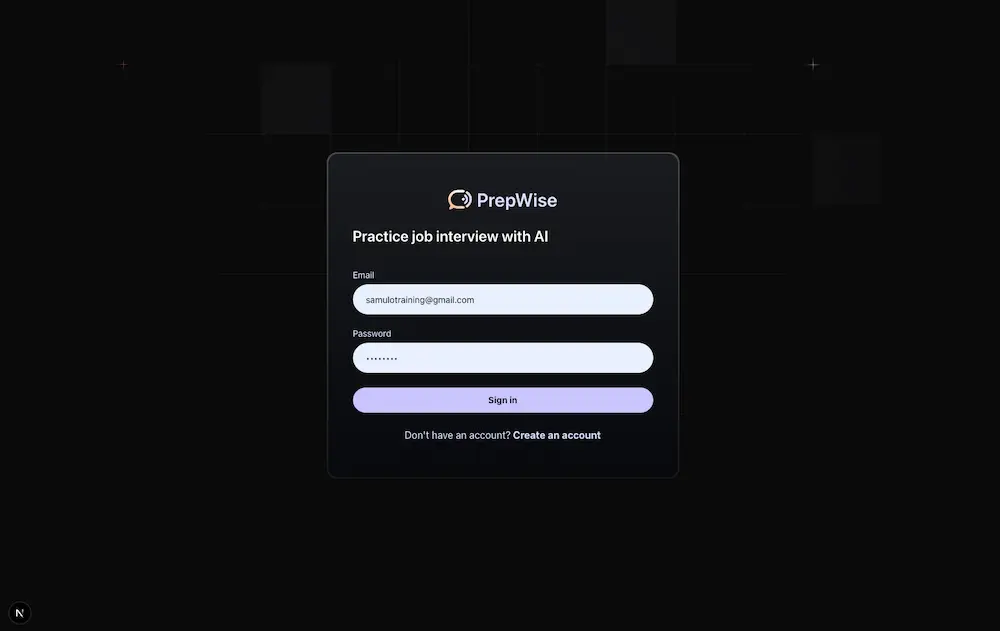 PrepWise
Practice job interview with AI
Email
samulotraining@gmail.com
Password
••••••••
Sign in
Don't have an account? Create an account
N